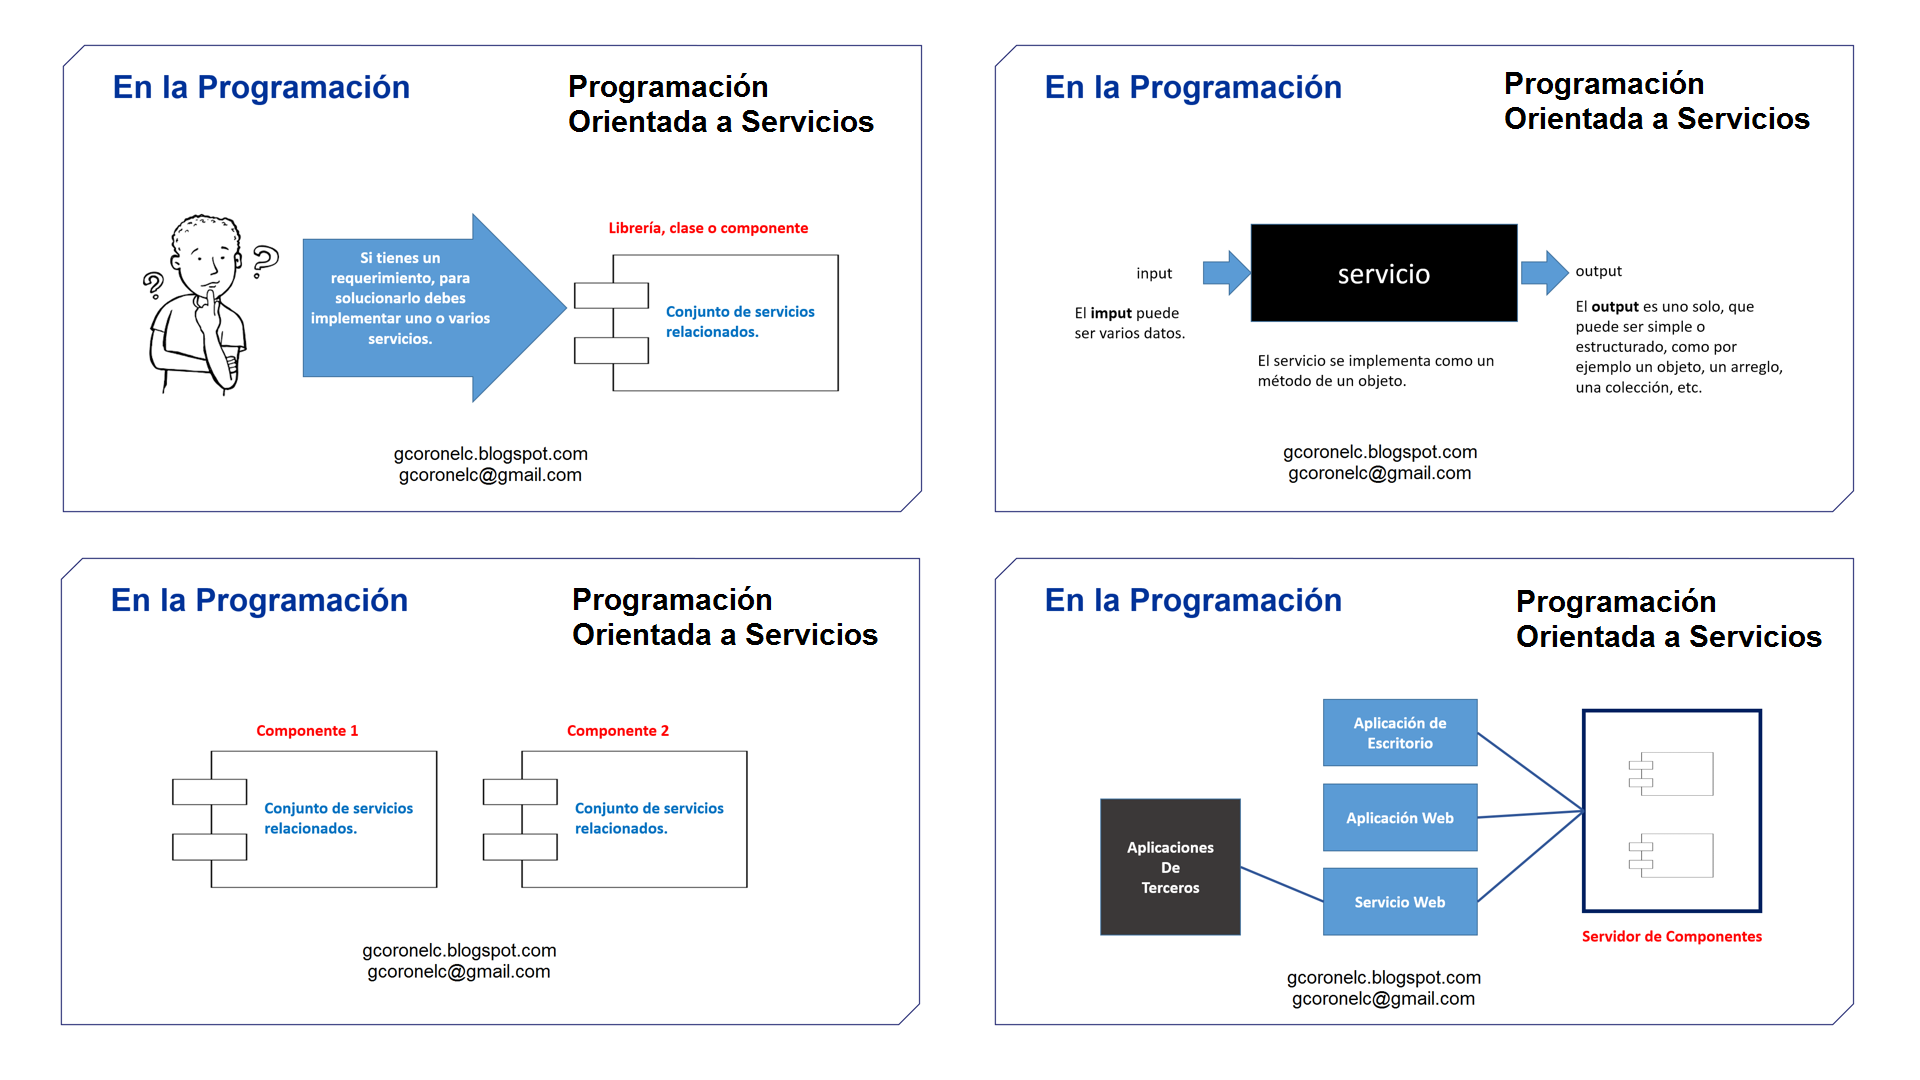 En la Programación
Programación
Orientada a Servicios
?
?
Si tienes un
requerimiento, para
solucionarlo debes
implementar uno o varios
servicios.
Librería, clase o componente
Conjunto de servicios
relacionados.
gcoronelc.blogspot.com
gcoronelc@gmail.com
En la Programación
Programación
Orientada a Servicios
input
El imput puede
ser varios datos.
servicio
El servicio se implementa como un
método de un objeto.
output
El output es uno solo, que
puede ser simple o
estructurado, como por
ejemplo un objeto, un arreglo,
una colección, etc.
gcoronelc.blogspot.com
gcoronelc@gmail.com
En la Programación
Programación
Orientada a Servicios
Componente 1
Conjunto de servicios
relacionados.
Componente 2
Conjunto de servicios
relacionados.
gcoronelc.blogspot.com
gcoronelc@gmail.com
En la Programación
Programación
Orientada a Servicios
Aplicaciones
De
Terceros
Aplicación de
Escritorio
Aplicación Web
Servicio Web
Servidor de Componentes
gcoronelc.blogspot.com
gcoronelc@gmail.com